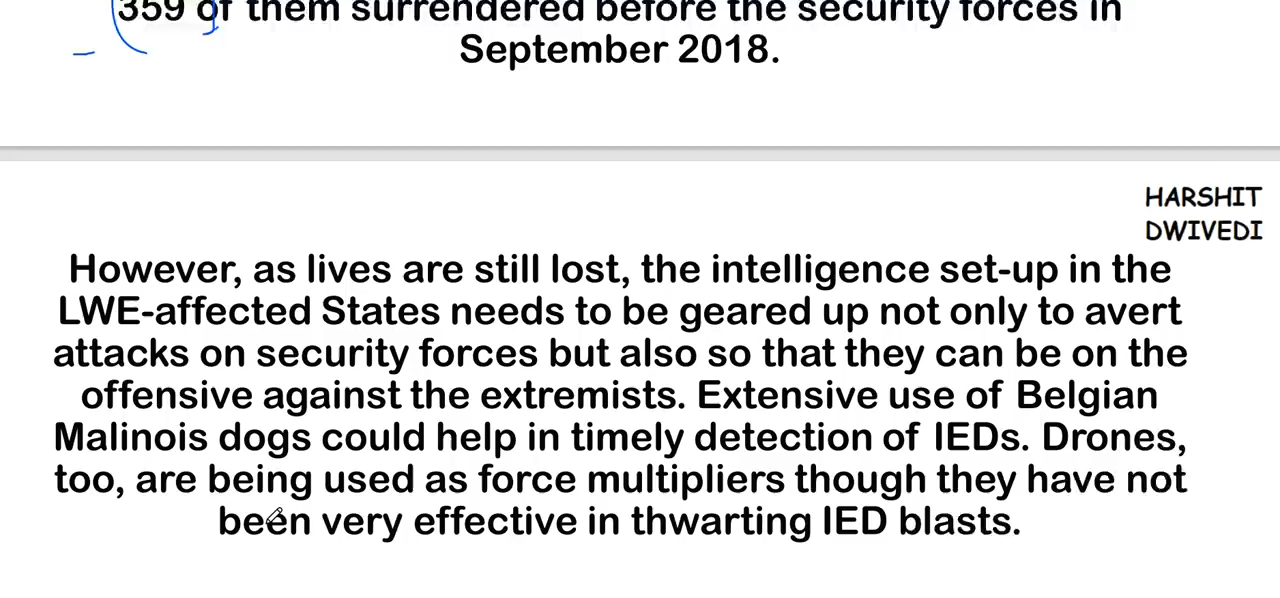 359 of them surrendered before the security forces in
September 2018.
HARSHIT
DWIVEDI
However, as lives are still lost, the intelligence set-up in the
LWE-affected States needs to be geared up not only to avert
attacks on security forces but also so that they can be on the
offensive against the extremists. Extensive use of Belgian
Malinois dogs could help in timely detection of IEDs. Drones,
too, are being used as force multipliers though they have not
been very effective in thwarting IED blasts.